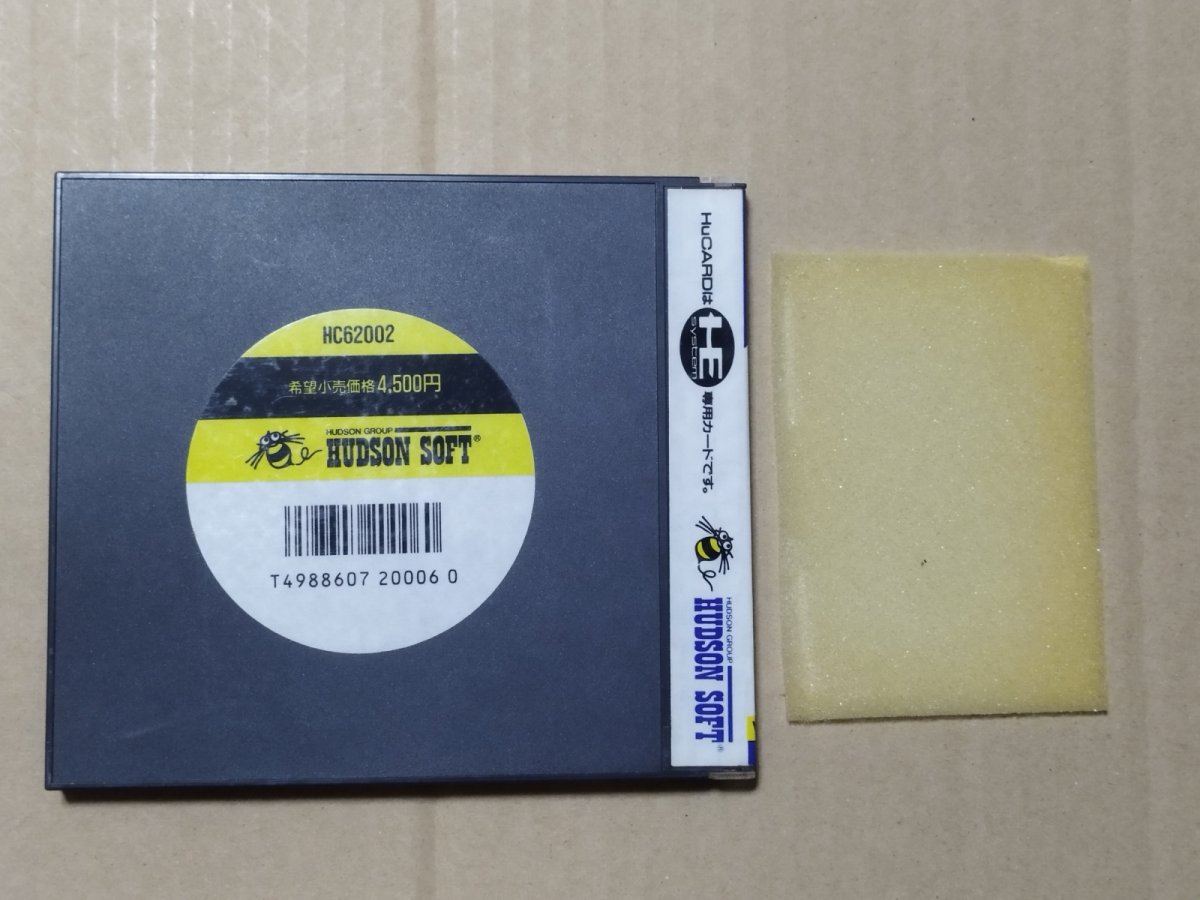 HC62002
希望小売価格4,500円
HUDSON GROUP
HUDSON SOFT®
T4988607 20006 0
HuCARDは HE SYSTEM 専用カードです。
HUDSON GROUP
HUDSON SOFT®